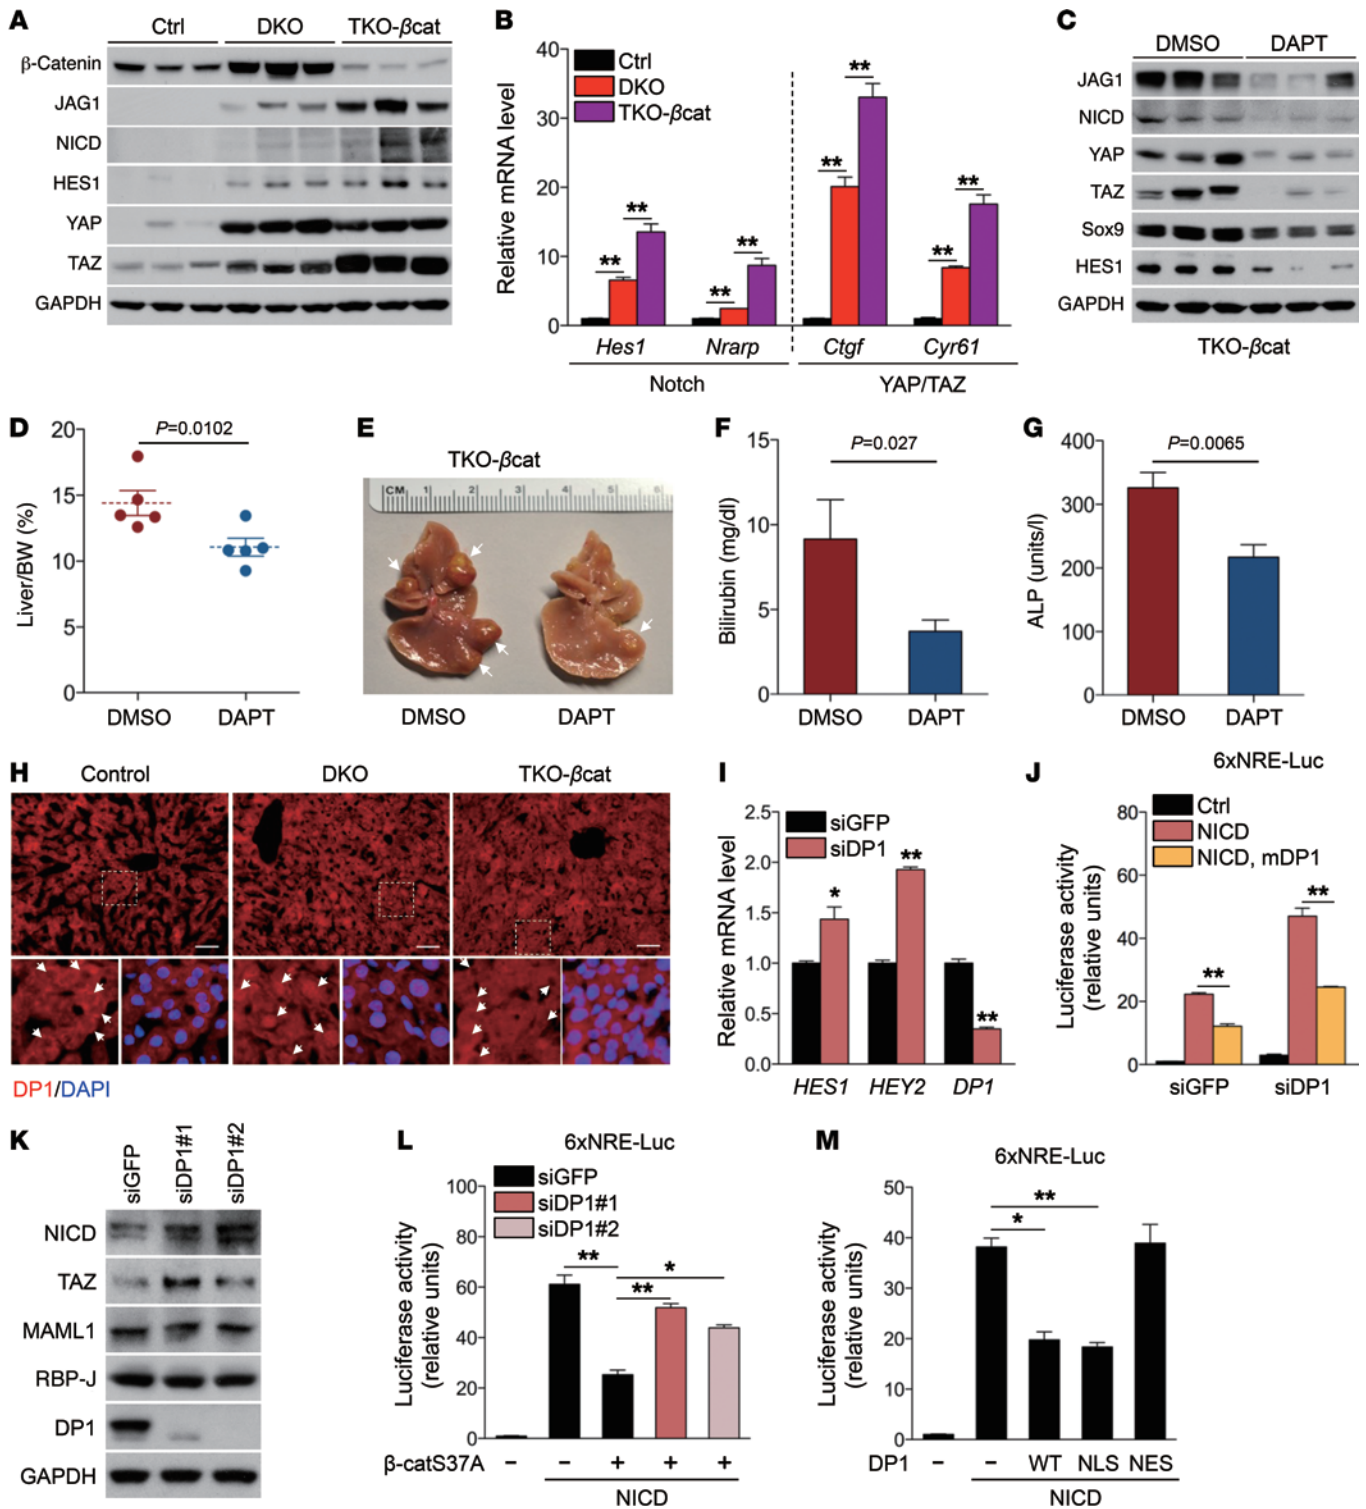 A
Ctrl DKO TKO-βcat
β-Catenin
JAG1
NICD
HES1
YAP
TAZ
GAPDH
B
Relative mRNA level
40
30
20
10
0
Ctrl
DKO
TKO-βcat
** ** ** ** ** ** ** **
Hes1 Nrarp Ctgf Cyr61
Notch YAP/TAZ
C
DMSO DAPT
JAG1
NICD
YAP
TAZ
Sox9
HES1
GAPDH
TKO-βcat
D
Liver/BW (%)
20
15
10
5
0
P=0.0102
DMSO DAPT
E
TKO-βcat
CM 1 2 3 4 5 6
DMSO DAPT
F
Bilirubin (mg/dl)
15
10
5
0
P=0.027
DMSO DAPT
G
ALP (units/l)
400
300
200
100
0
P=0.0065
DMSO DAPT
H
Control DKO TKO-βcat
DP1/DAPI
I
Relative mRNA level
2.5
2.0
1.5
1.0
0.5
0.0
siGFP
siDP1
* ** **
HES1 HEY2 DP1
J
6xNRE-Luc
Luciferase activity
(relative units)
80
60
40
20
0
Ctrl
NICD
NICD, mDP1
** **
siGFP siDP1
K
siGFP siDP1#1 siDP1#2
NICD
TAZ
MAML1
RBP-J
DP1
GAPDH
L
6xNRE-Luc
Luciferase activity
(relative units)
100
80
60
40
20
0
siGFP
siDP1#1
siDP1#2
** ** *
β-catS37A – – + + +
NICD
M
6xNRE-Luc
Luciferase activity
(relative units)
50
40
30
20
10
0
** *
DP1 – – WT NLS NES
NICD